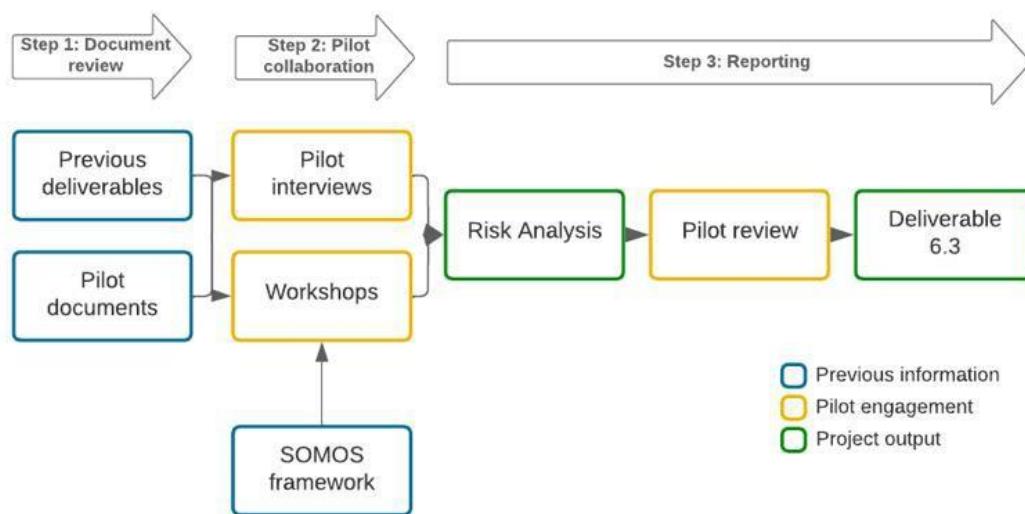 Step 1: Document
review
Step 2: Pilot
collaboration
Step 3: Reporting
Previous
deliverables
Pilot
interviews
Risk Analysis
Pilot review
Deliverable
6.3
Pilot
documents
Workshops
SOMOS
framework
Previous information
Pilot engagement
Project output